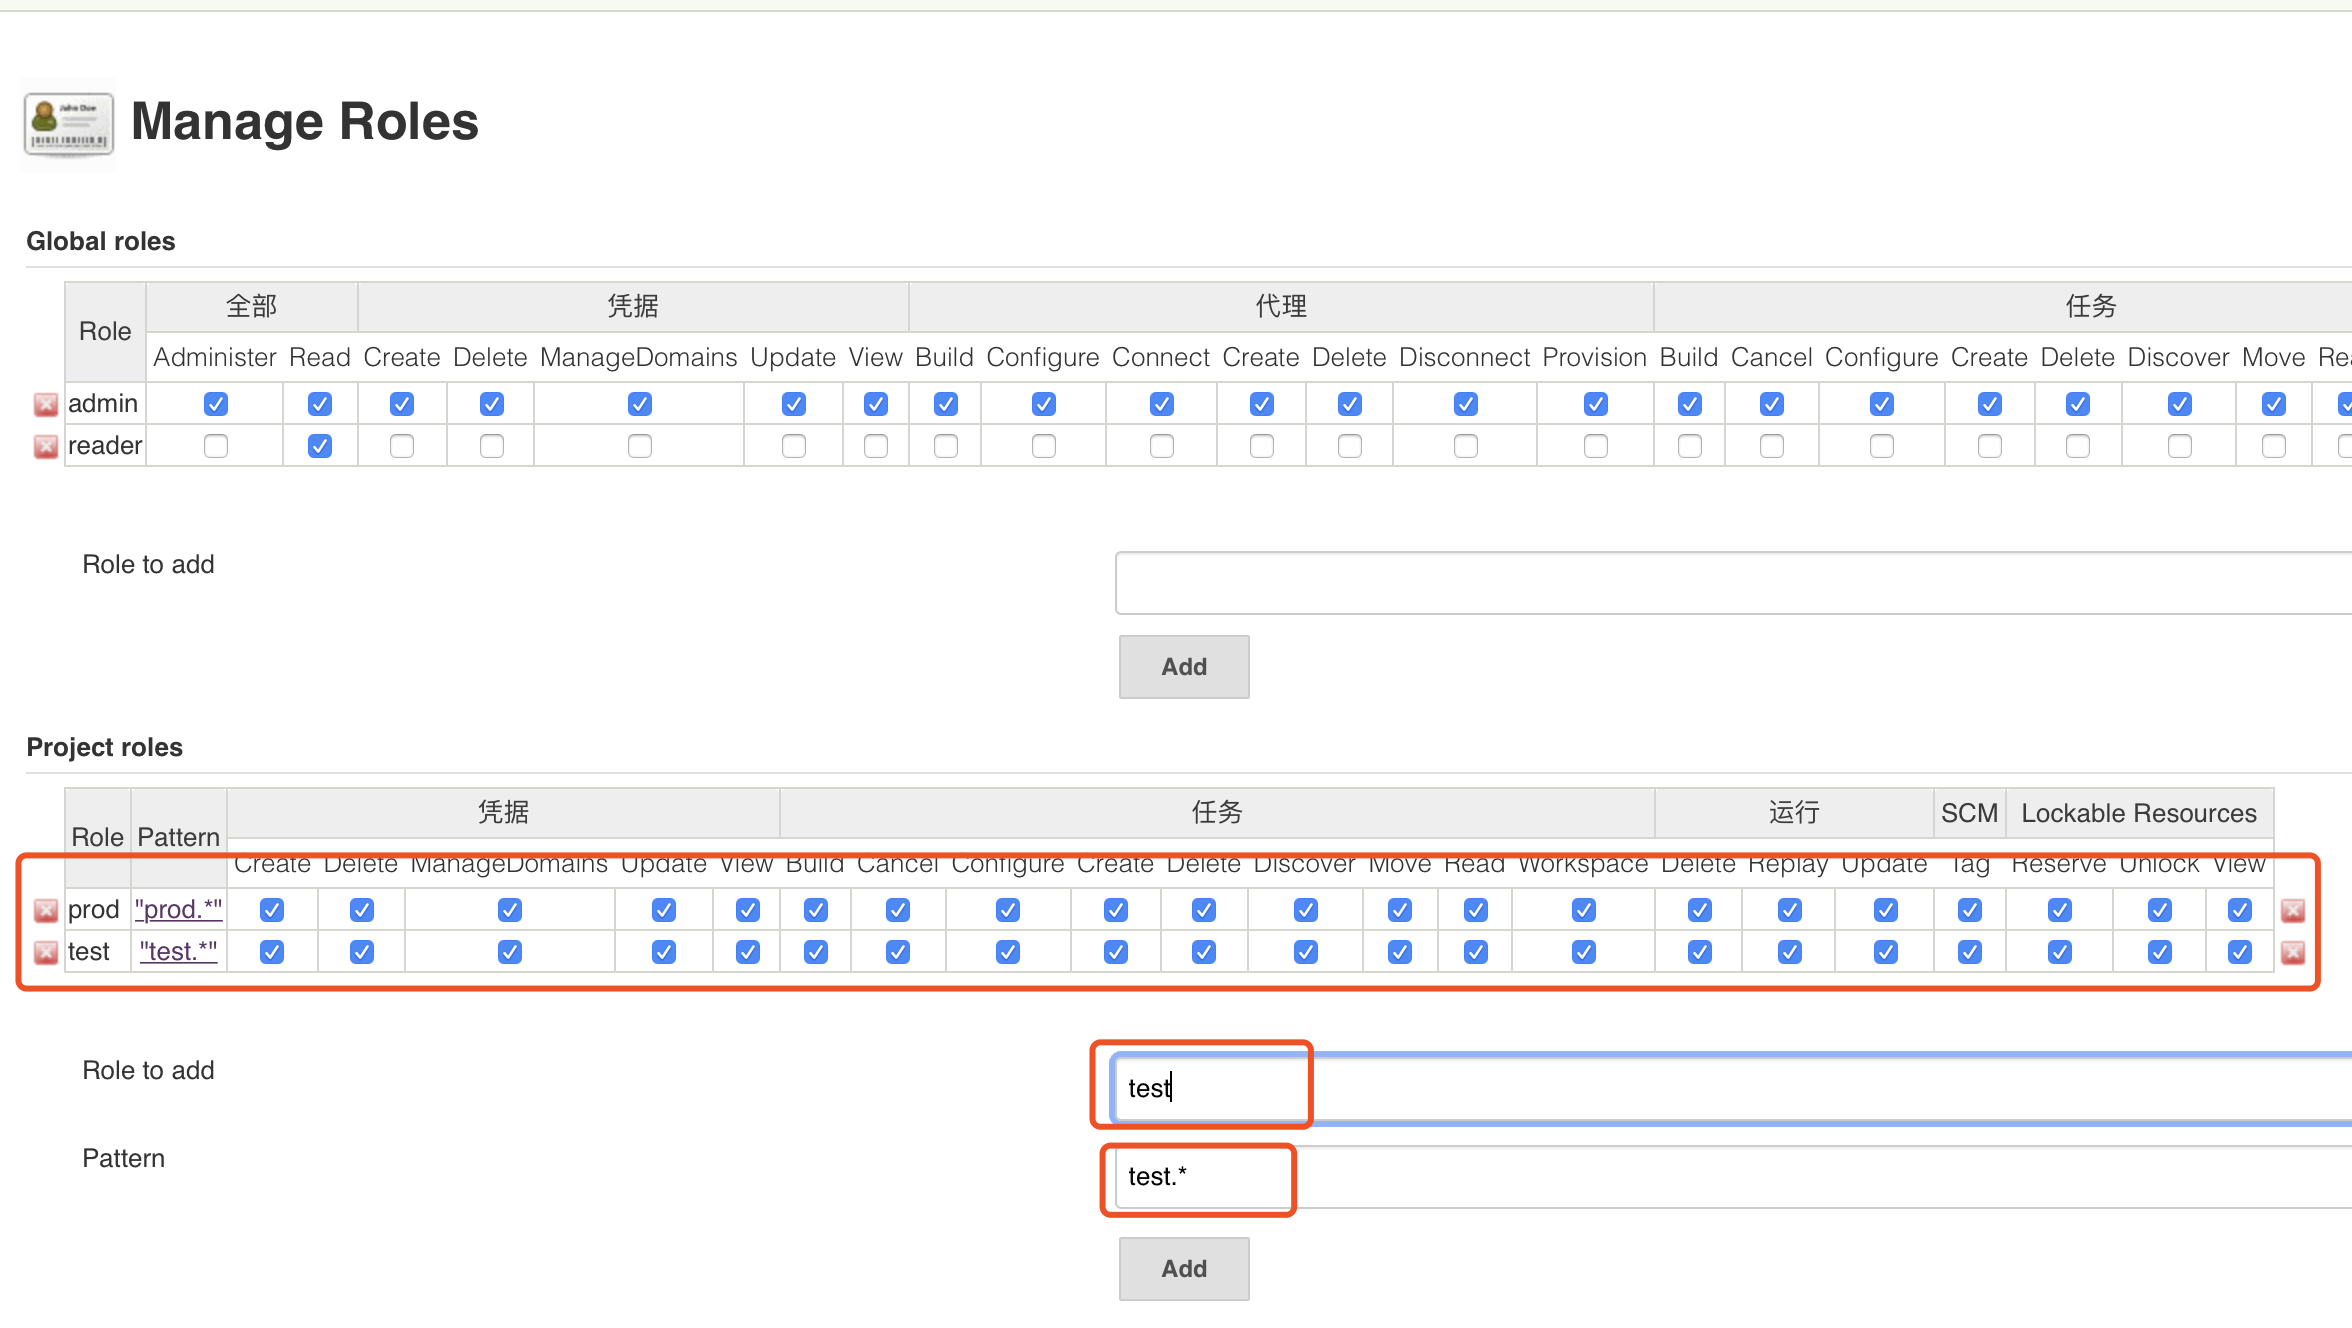 John Doe
Manage Roles
Global roles
Role 全部 凭据 代理 任务
Administer Read Create Delete ManageDomains Update View Build Configure Connect Create Delete Disconnect Provision Build Cancel Configure Create Delete Discover Move
admin
reader
Role to add
Add
Project roles
Role Pattern 凭据 任务 运行 SCM Lockable Resources
Create Delete ManageDomains Update View Build Cancel Configure Create Delete Discover Move Read Workspace Delete Replay Update Tag Reserve Unlock View
prod "prod.*"
test "test.*"
Role to add
test
Pattern
test.*
Add